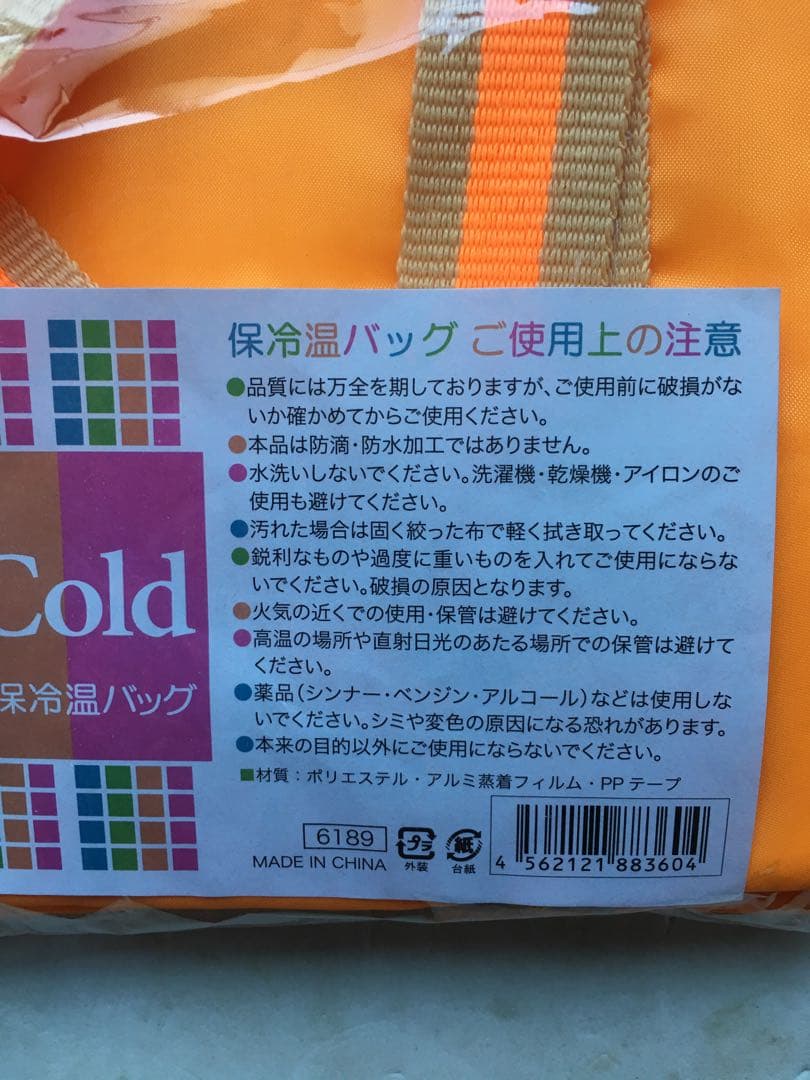 保冷温バッグ ご使用上の注意
●品質には万全を期しておりますが、ご使用前に破損がな
いか確かめてからご使用ください。
●本品は防滴・防水加工ではありません。
●水洗いしないでください。洗濯機・乾燥機・アイロンのご
使用も避けてください。
●汚れた場合は固く絞った布で軽く拭き取ってください。
●鋭利なものや過度に重いものを入れてご使用にならな
いでください。破損の原因となります。
●火気の近くでの使用・保管は避けてください。
●高温の場所や直射日光のあたる場所での保管は避けて
ください。
●薬品（シンナー・ベンジン・アルコール）などは使用しな
いでください。シミや変色の原因になる恐れがあります。
●本来の目的以外にご使用にならないでください。
■材質：ポリエステル・アルミ蒸着フィルム・PPテープ
Cold
保冷温バッグ
6189
MADE IN CHINA
プラ
外装
紙
台紙
4 562121 883604